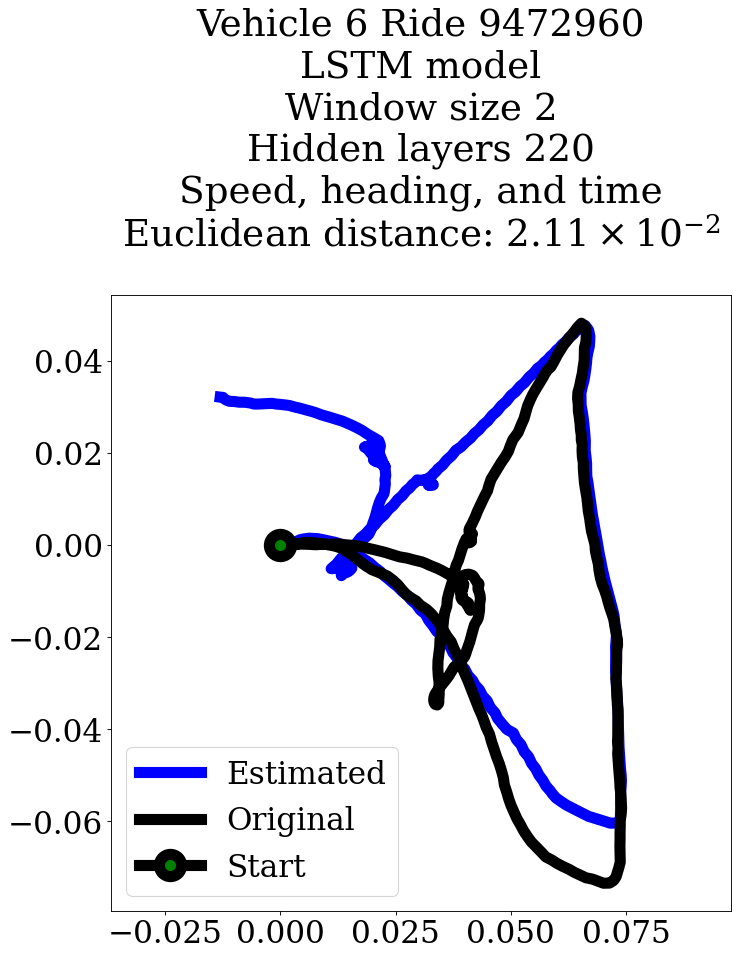 Vehicle 6 Ride 9472960
LSTM model
Window size 2
Hidden layers 220
Speed, heading, and time
Euclidean distance: 2.11 × 10⁻²
0.04
0.02
0.00
−0.02
−0.04
−0.06
Estimated
Original
Start
−0.025 0.000 0.025 0.050 0.075